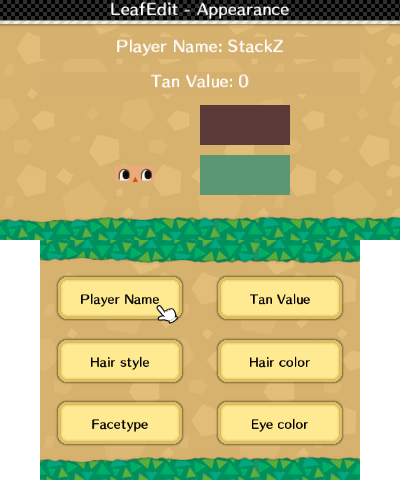 LeafEdit - Appearance
Player Name: StackZ
Tan Value: 0
Player Name
Tan Value
Hair style
Hair color
Facetype
Eye color